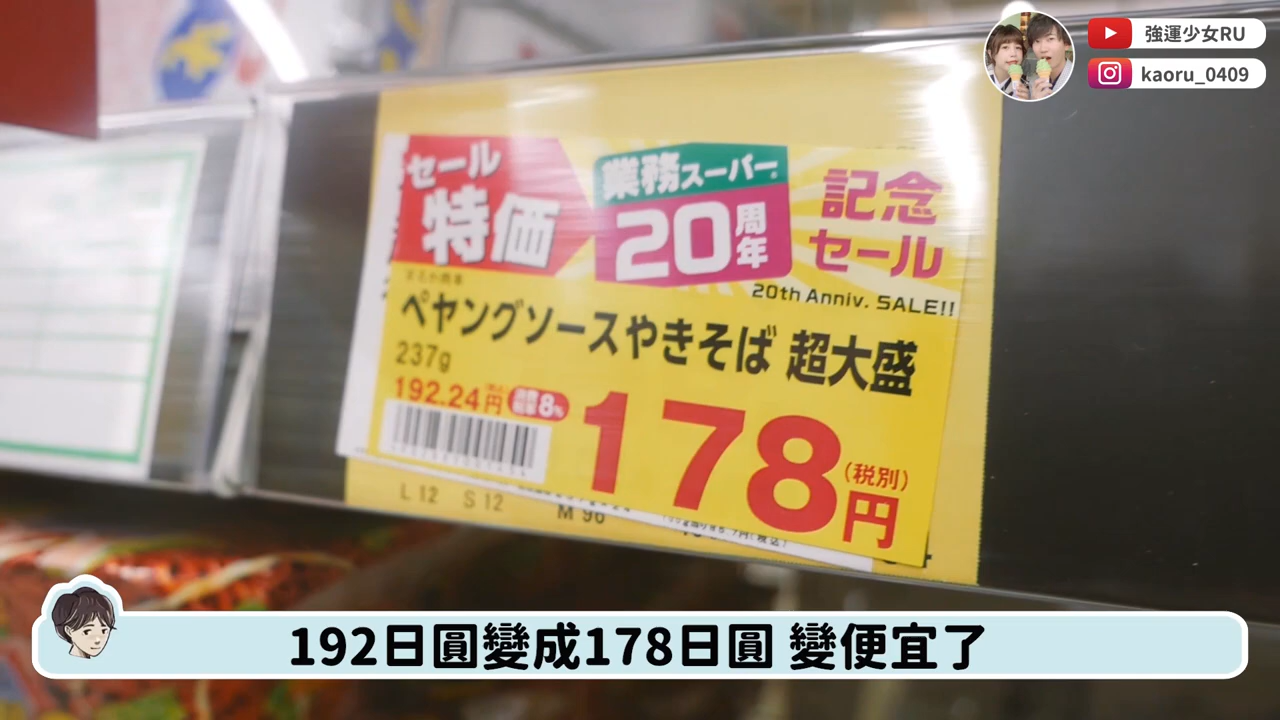 強運少女RU
kaoru_0409
セール
特価
業務スーパー
20周年
記念
セール
20th Anniv. SALE!!
ペヤングソースやきそば 超大盛
237g
192.24円
8%
178円
(税別)
L 12 S 12 M 96
192日圓變成178日圓 變便宜了